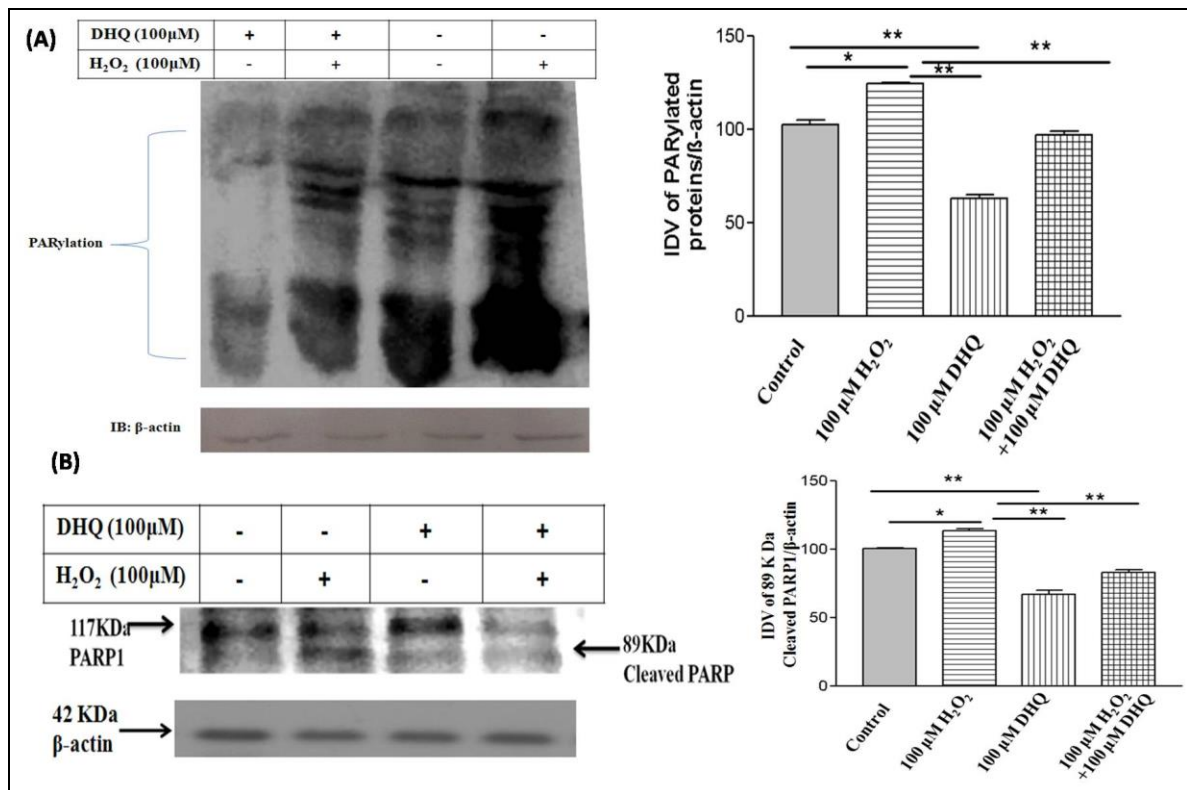 (A)
DHQ (100µM) + + - -
H₂O₂ (100µM) - + - +
PARylation
IB: β-actin
150
100
50
0
IDV of PARylated
proteins/ß-actin
** ** * **
Control
100 µM H₂O₂
100 µM DHQ
100 µM H₂O₂
+100 µM DHQ
(B)
DHQ (100µM) - - + +
H₂O₂ (100µM) - + - +
117KDa
PARP1
89KDa
Cleaved PARP
42 KDa
β-actin
150
100
50
0
IDV of 89 K Da
Cleaved PARP1/β-actin
** ** * **
Control
100 µM H₂O₂
100 µM DHQ
100 µM H₂O₂
+100 µM DHQ